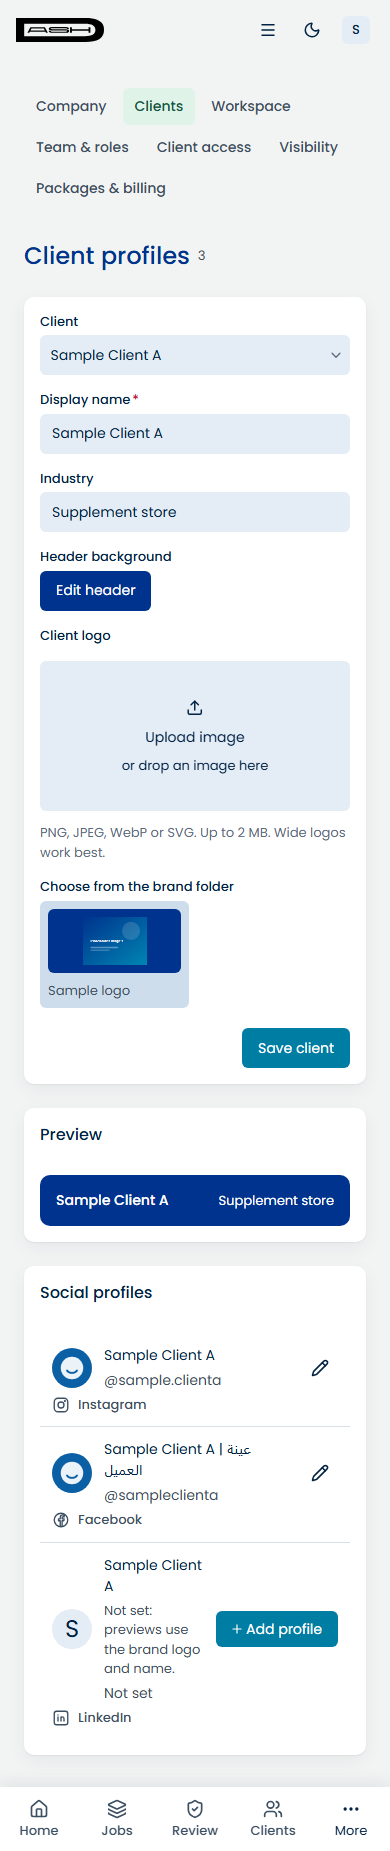 DASH
S
Company
Clients
Workspace
Team & roles
Client access
Visibility
Packages & billing
Client profiles 3
Client
Sample Client A
Display name*
Sample Client A
Industry
Supplement store
Header background
Edit header
Client logo
Upload image
or drop an image here
PNG, JPEG, WebP or SVG. Up to 2 MB. Wide logos
work best.
Choose from the brand folder
Sample logo
Save client
Preview
Sample Client A
Supplement store
Social profiles
Sample Client A
@sample.clienta
Instagram
Sample Client A | عينة
العميل
@sampleclienta
Facebook
S
Sample Client
A
Not set:
previews use
the brand logo
and name.
Not set
+ Add profile
LinkedIn
Home
Jobs
Review
Clients
More